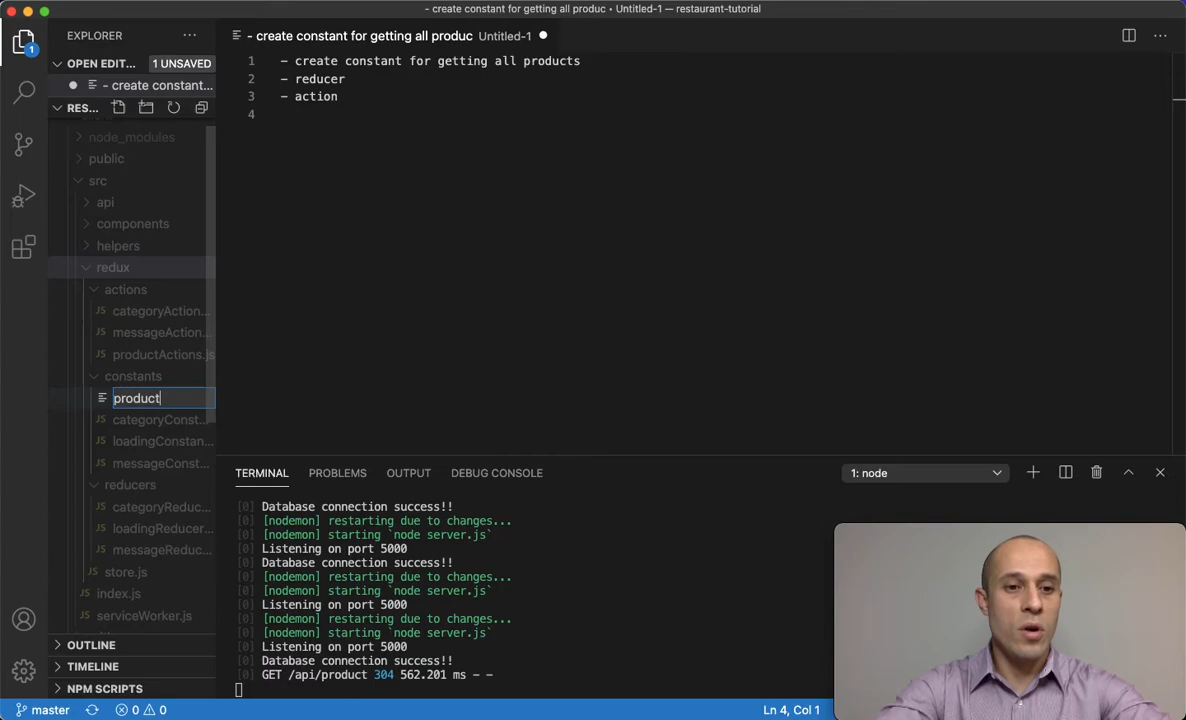 - create constant for getting all produc • Untitled-1 — restaurant-tutorial
EXPLORER
- create constant for getting all produc Untitled-1
OPEN EDIT... 1 UNSAVED
- create constant...
RES...
node_modules
public
src
api
components
helpers
redux
actions
categoryAction...
messageAction...
productActions.js
constants
product
categoryConst...
loadingConstan...
messageConst...
reducers
categoryReduc...
loadingReducer...
messageReduc...
store.js
index.js
serviceWorker.js
OUTLINE
TIMELINE
NPM SCRIPTS
1 - create constant for getting all products
2 - reducer
3 - action
4
TERMINAL PROBLEMS OUTPUT DEBUG CONSOLE 1: node
[0] Database connection success!!
[0] [nodemon] restarting due to changes...
[0] [nodemon] starting `node server.js`
[0] Listening on port 5000
[0] Database connection success!!
[0] [nodemon] restarting due to changes...
[0] [nodemon] starting `node server.js`
[0] Listening on port 5000
[0] [nodemon] restarting due to changes...
[0] [nodemon] starting `node server.js`
[0] Listening on port 5000
[0] Database connection success!!
[0] GET /api/product 304 562.201 ms - -
master 0 0 Ln 4, Col 1